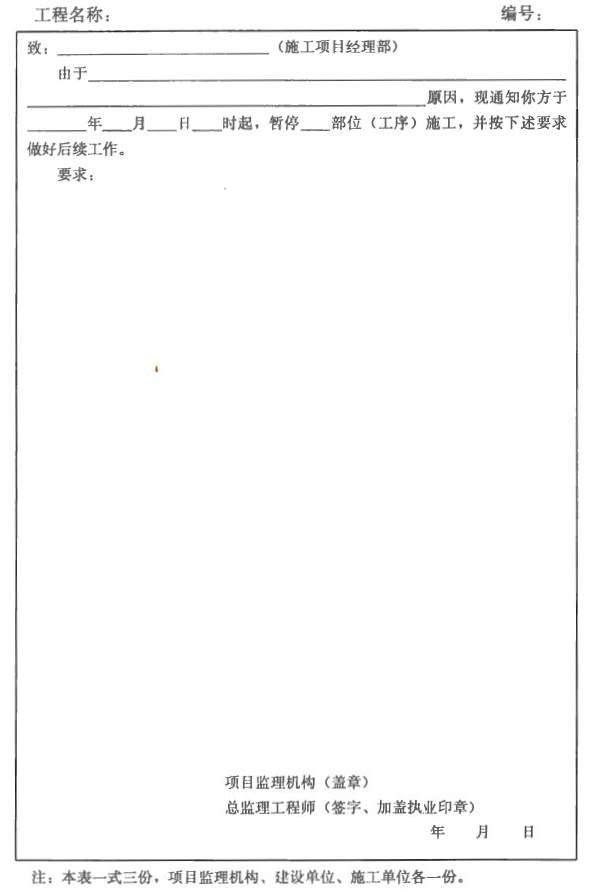 工程名称： 编号：
致：____________________（施工项目经理部）
由于____________________
____________________原因，现通知你方于
______年___月___日___时起，暂停___部位（工序）施工，并按下述要求
做好后续工作。
要求：
项目监理机构（盖章）
总监理工程师（签字、加盖执业印章）
年 月 日
注：本表一式三份，项目监理机构、建设单位、施工单位各一份。